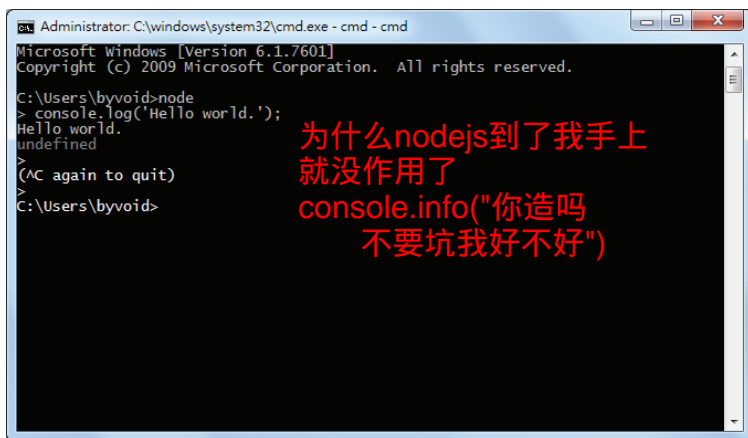 Administrator: C:\windows\system32\cmd.exe - cmd - cmd
Microsoft Windows [Version 6.1.7601]
Copyright (c) 2009 Microsoft Corporation.  All rights reserved.
C:\Users\byvoid>node
> console.log('Hello world.');
Hello world.
undefined
>
(^C again to quit)
>
C:\Users\byvoid>
为什么nodejs到了我手上
就没作用了
console.info("你造吗
不要坑我好不好")